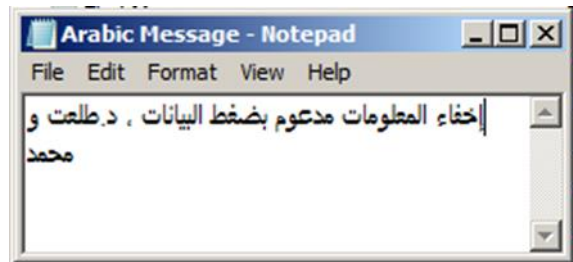 Arabic Message - Notepad
File Edit Format View Help
إخفاء المعلومات مدعوم بضغط البيانات ، د.طلعت و
محمد